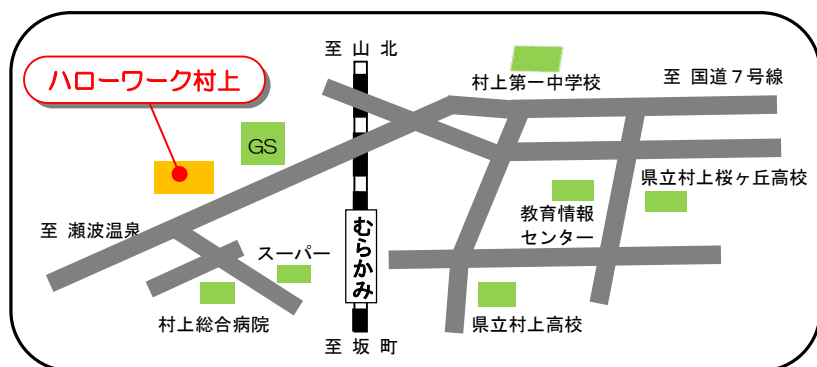 至 山 北
村上第一中学校
至 国道７号線
ハローワーク村上
GS
県立村上桜ヶ丘高校
教育情報
センター
至 瀬波温泉
スーパー
むらかみ
村上総合病院
県立村上高校
至 坂 町